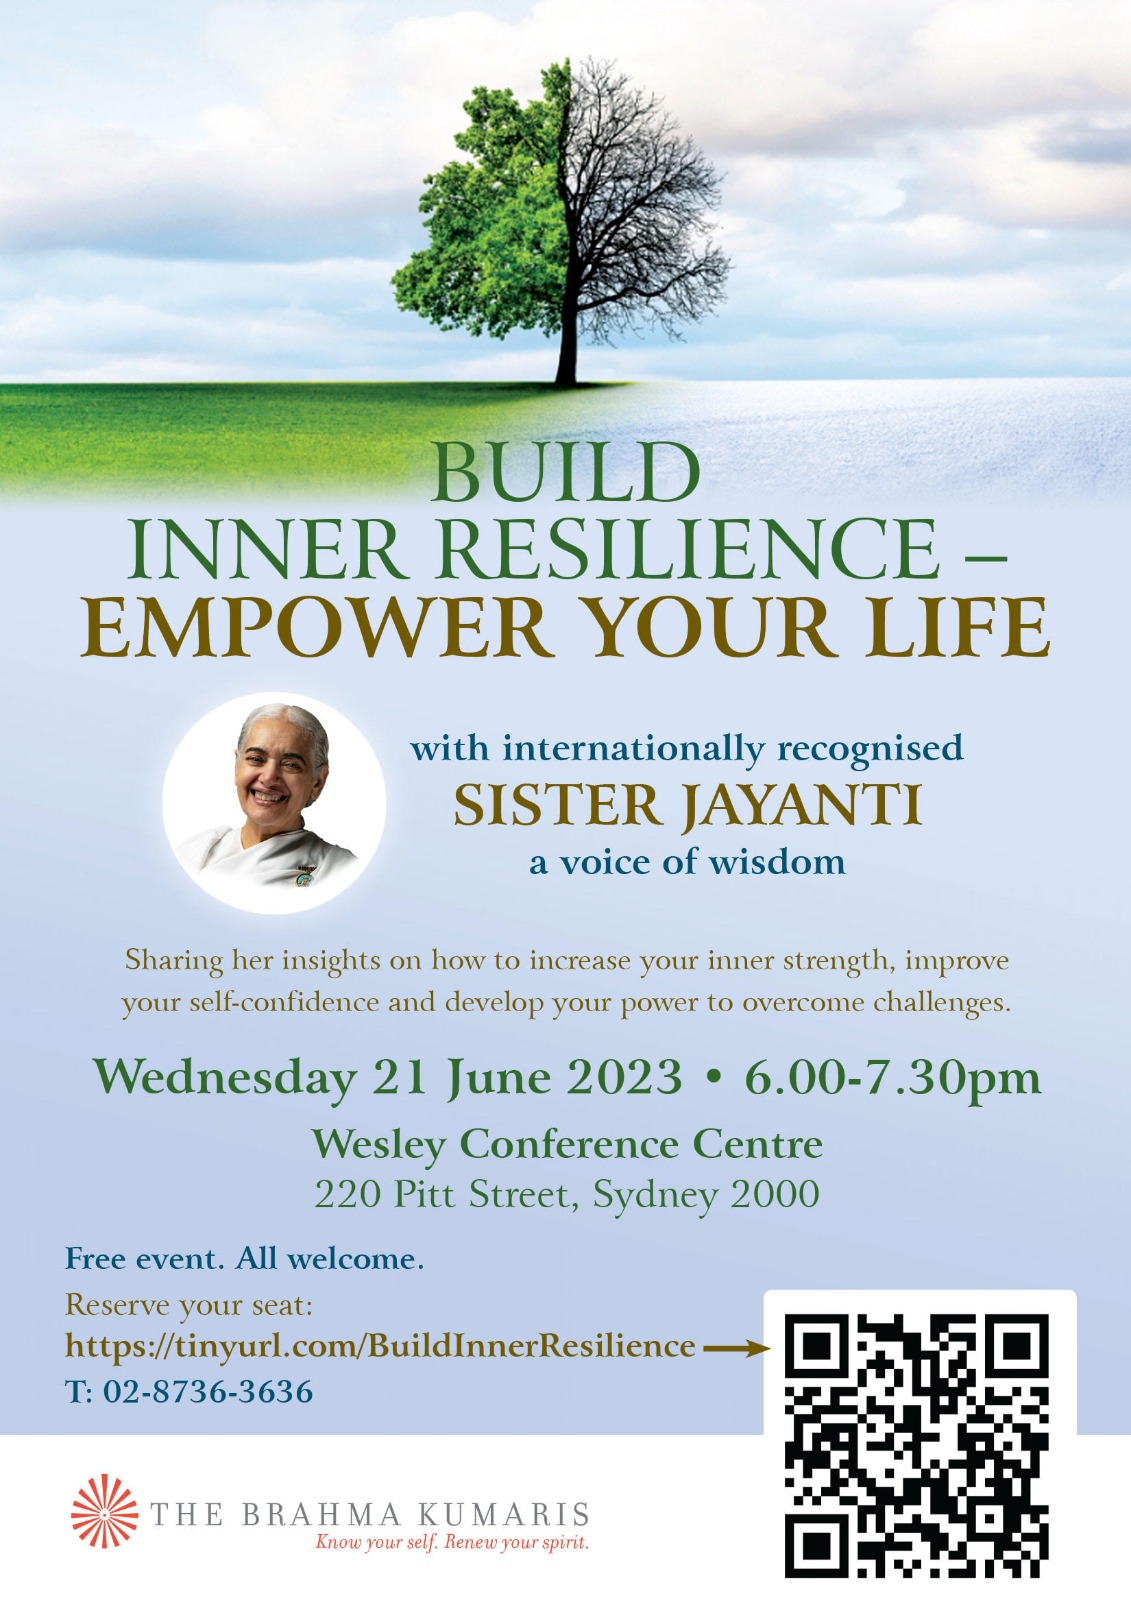 BUILD
INNER RESILIENCE –
EMPOWER YOUR LIFE
with internationally recognised
SISTER JAYANTI
a voice of wisdom
Sharing her insights on how to increase your inner strength, improve
your self-confidence and develop your power to overcome challenges.
Wednesday 21 June 2023 • 6.00-7.30pm
Wesley Conference Centre
220 Pitt Street, Sydney 2000
Free event. All welcome.
Reserve your seat:
https://tinyurl.com/BuildInnerResilience
T: 02-8736-3636
THE BRAHMA KUMARIS
Know your self. Renew your spirit.